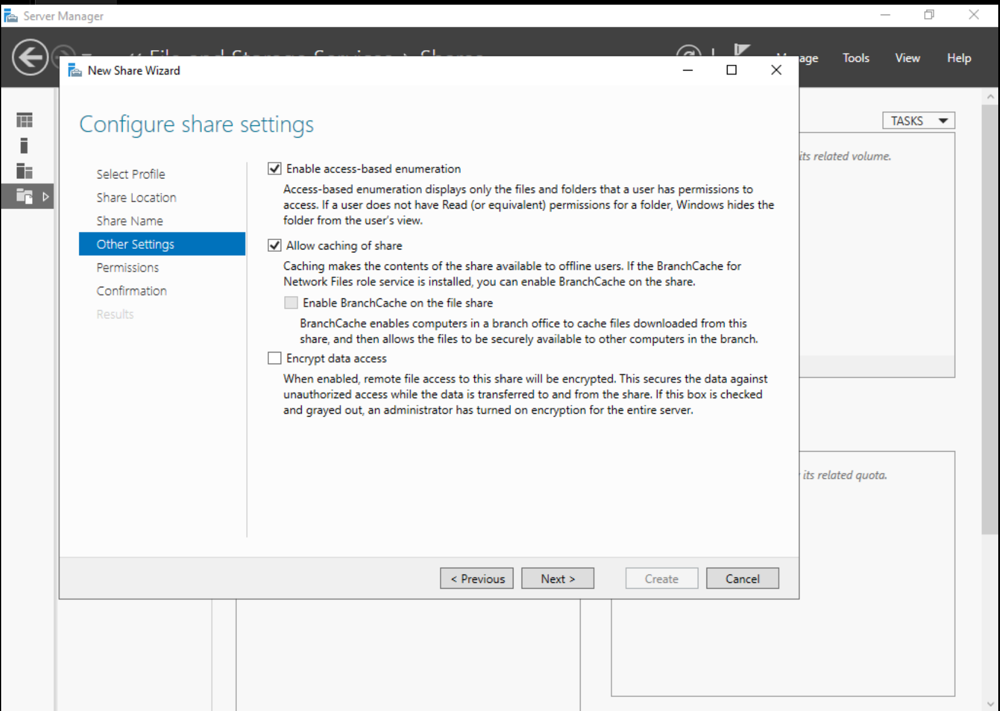 Server Manager
File and Storage Services
Shares
Tools
View
Help
New Share Wizard
TASKS
Configure share settings
its related volume.
Select Profile
Share Location
Share Name
Other Settings
Permissions
Confirmation
Results
Enable access-based enumeration
Access-based enumeration displays only the files and folders that a user has permissions to
access. If a user does not have Read (or equivalent) permissions for a folder, Windows hides the
folder from the user's view.
Allow caching of share
Caching makes the contents of the share available to offline users. If the BranchCache for
Network Files role service is installed, you can enable BranchCache on the share.
Enable BranchCache on the file share
BranchCache enables computers in a branch office to cache files downloaded from this
share, and then allows the files to be securely available to other computers in the branch.
Encrypt data access
When enabled, remote file access to this share will be encrypted. This secures the data against
unauthorized access while the data is transferred to and from the share. If this box is checked
and grayed out, an administrator has turned on encryption for the entire server.
its related quota.
< Previous
Next >
Create
Cancel